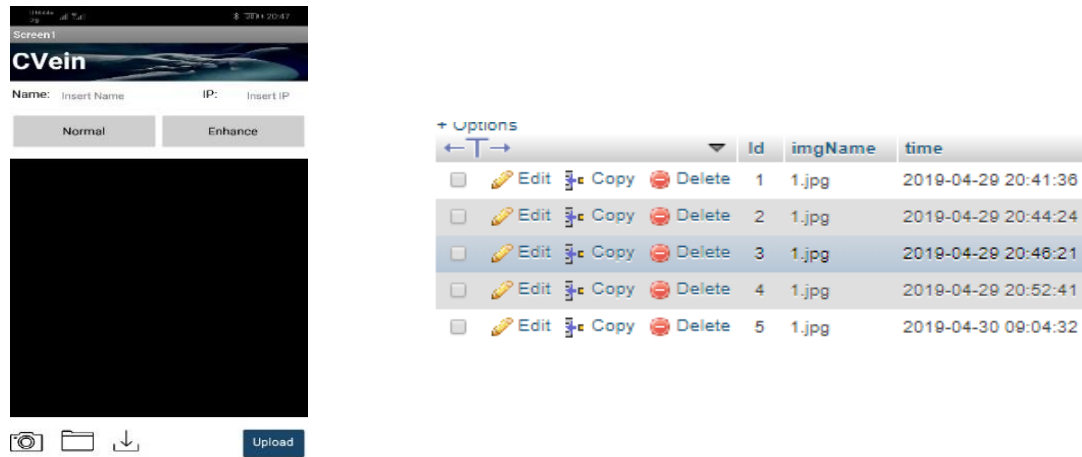 20:47
Screen1
CVein
Name: Insert Name IP: Insert IP
Normal Enhance
Upload
+ Options
←T→ Id imgName time
Edit Copy Delete 1 1.jpg 2019-04-29 20:41:36
Edit Copy Delete 2 1.jpg 2019-04-29 20:44:24
Edit Copy Delete 3 1.jpg 2019-04-29 20:46:21
Edit Copy Delete 4 1.jpg 2019-04-29 20:52:41
Edit Copy Delete 5 1.jpg 2019-04-30 09:04:32